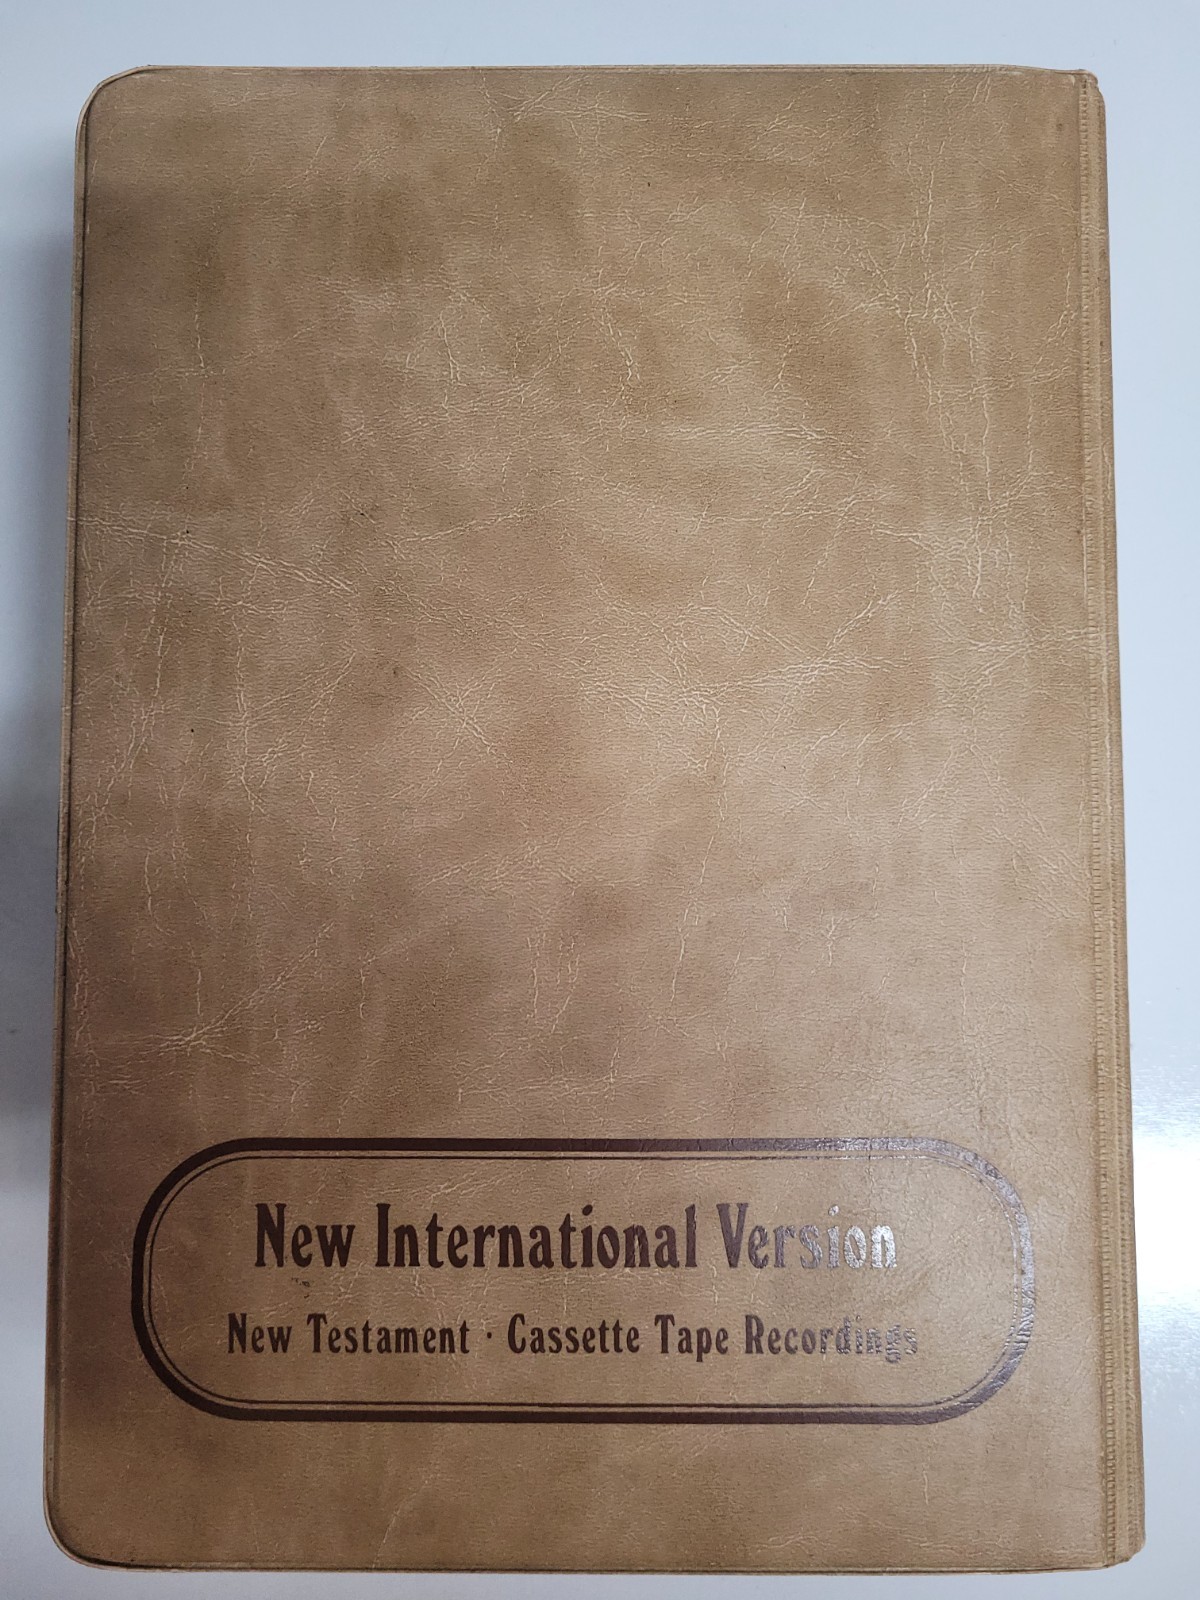 New International Version
New Testament · Cassette Tape Recordings